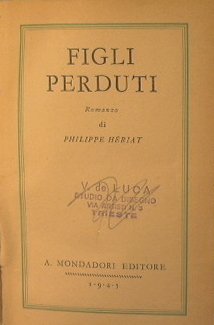 FIGLI
PERDUTI
Romanzo
di
PHILIPPE HÉRIAT
V. de LUCA
STUDIO DA DISEGNO
TRIESTE
A. MONDADORI EDITORE
1-9-4-5